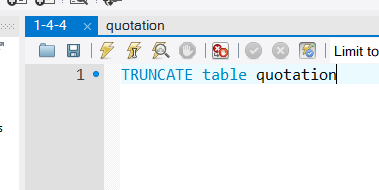 1-4-4 quotation
Limit to
1 TRUNCATE table quotation